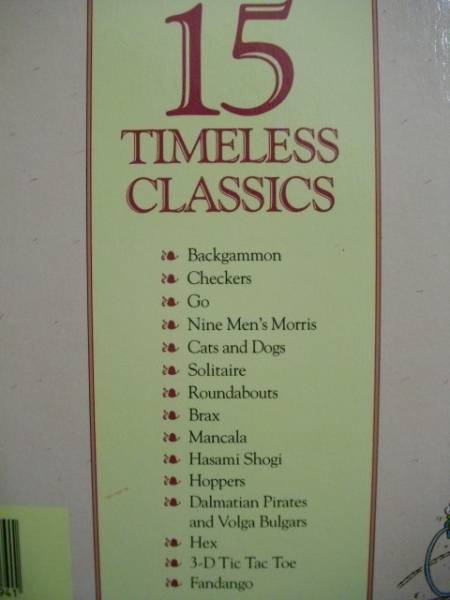 15
TIMELESS
CLASSICS
Backgammon
Checkers
Go
Nine Men's Morris
Cats and Dogs
Solitaire
Roundabouts
Brax
Mancala
Hasami Shogi
Hoppers
Dalmatian Pirates
and Volga Bulgars
Hex
3-D Tic Tac Toe
Fandango